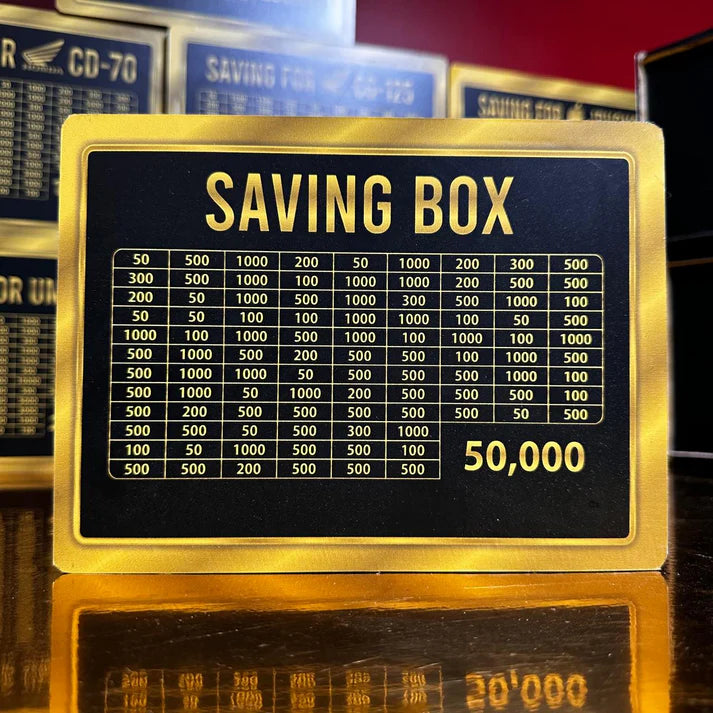 R HONDA CD-70
SAVING FOR CG-125
SAVING FOR
OR UN
SAVING BOX
50 500 1000 200 50 1000 200 300 500
300 500 1000 100 1000 1000 200 500 500
200 50 1000 500 1000 300 500 1000 100
50 50 100 100 1000 1000 100 50 500
1000 100 1000 500 1000 100 1000 100 1000
500 1000 500 200 500 500 100 1000 500
500 1000 1000 50 500 500 500 1000 100
500 1000 50 1000 200 500 500 500 100
500 200 500 500 500 500 500 50 500
500 500 50 500 300 1000
100 50 1000 500 500 100
500 500 200 500 500 500
50,000